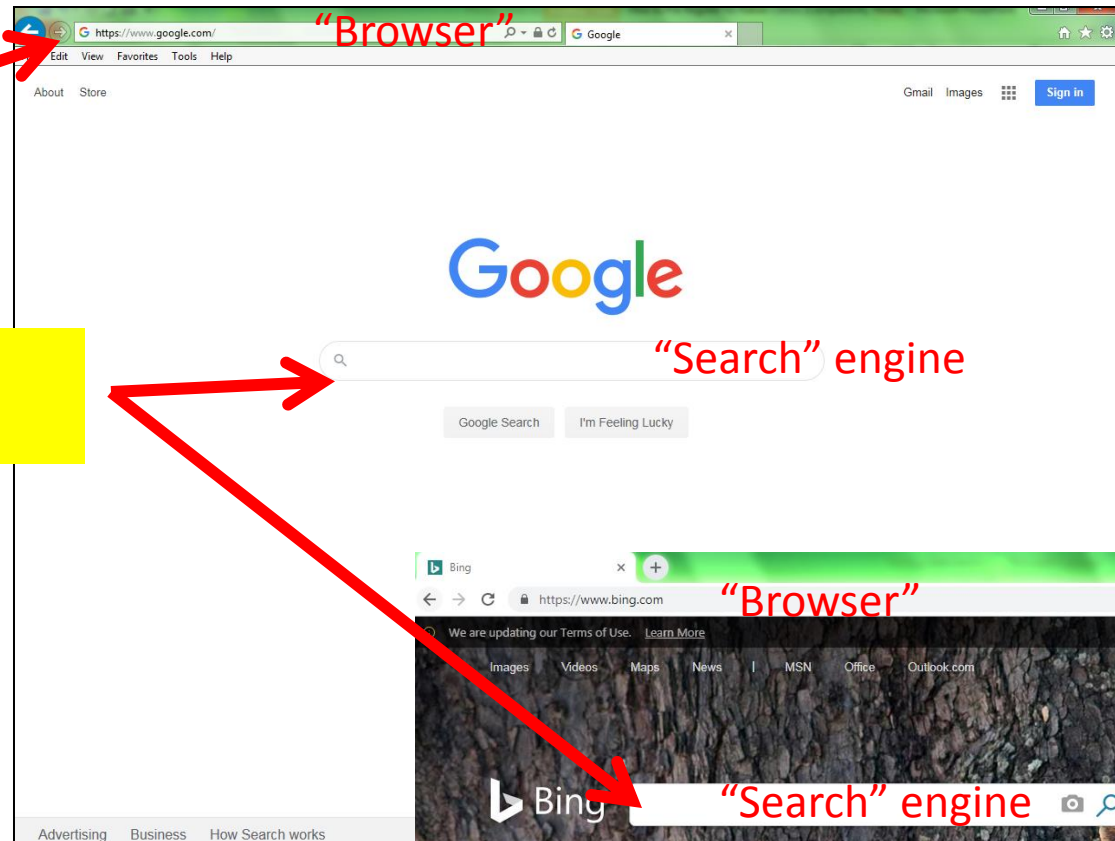 "Browser"
https://www.google.com/
G Google
Edit View Favorites Tools Help
About Store
Gmail Images Sign in
Google
"Search" engine
Google Search I'm Feeling Lucky
Bing
https://www.bing.com "Browser"
We are updating our Terms of Use. Learn More
Images Videos Maps News | MSN Office Outlook.com
Bing "Search" engine
Advertising Business How Search works